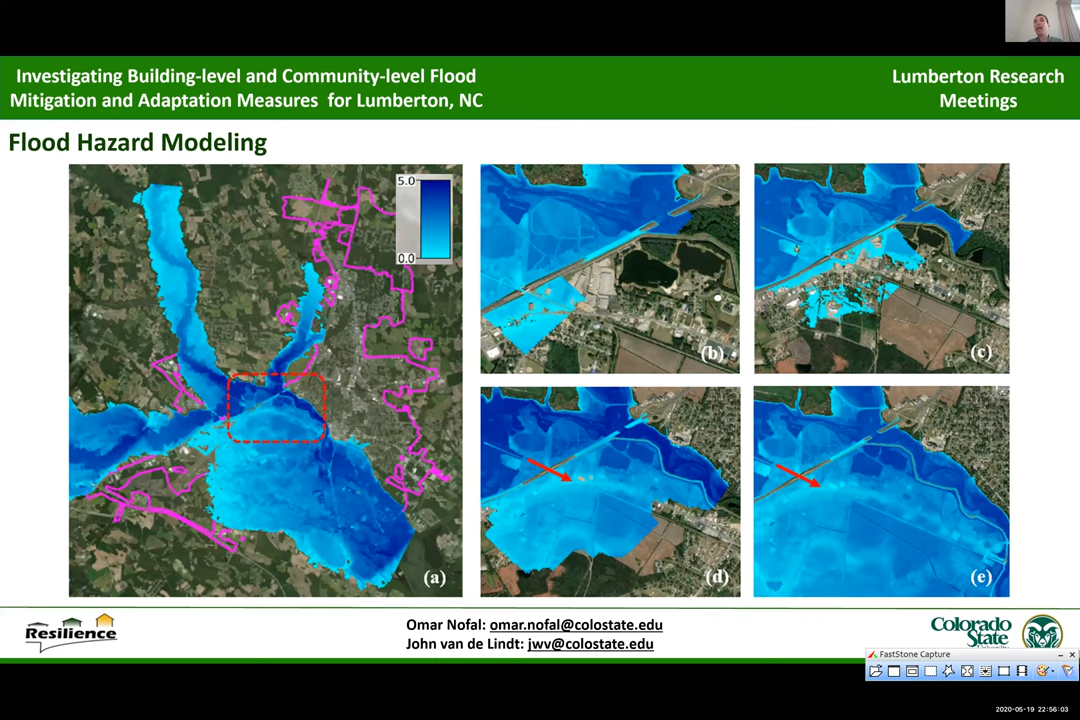 Investigating Building-level and Community-level Flood
Mitigation and Adaptation Measures for Lumberton, NC
Lumberton Research
Meetings
Flood Hazard Modeling
5.0
0.0
(a)
(b)
(c)
(d)
(e)
Resilience
Omar Nofal: omar.nofal@colostate.edu
John van de Lindt: jwv@colostate.edu
Colorado
State
FastStone Capture
2020-05-19 22:56:03